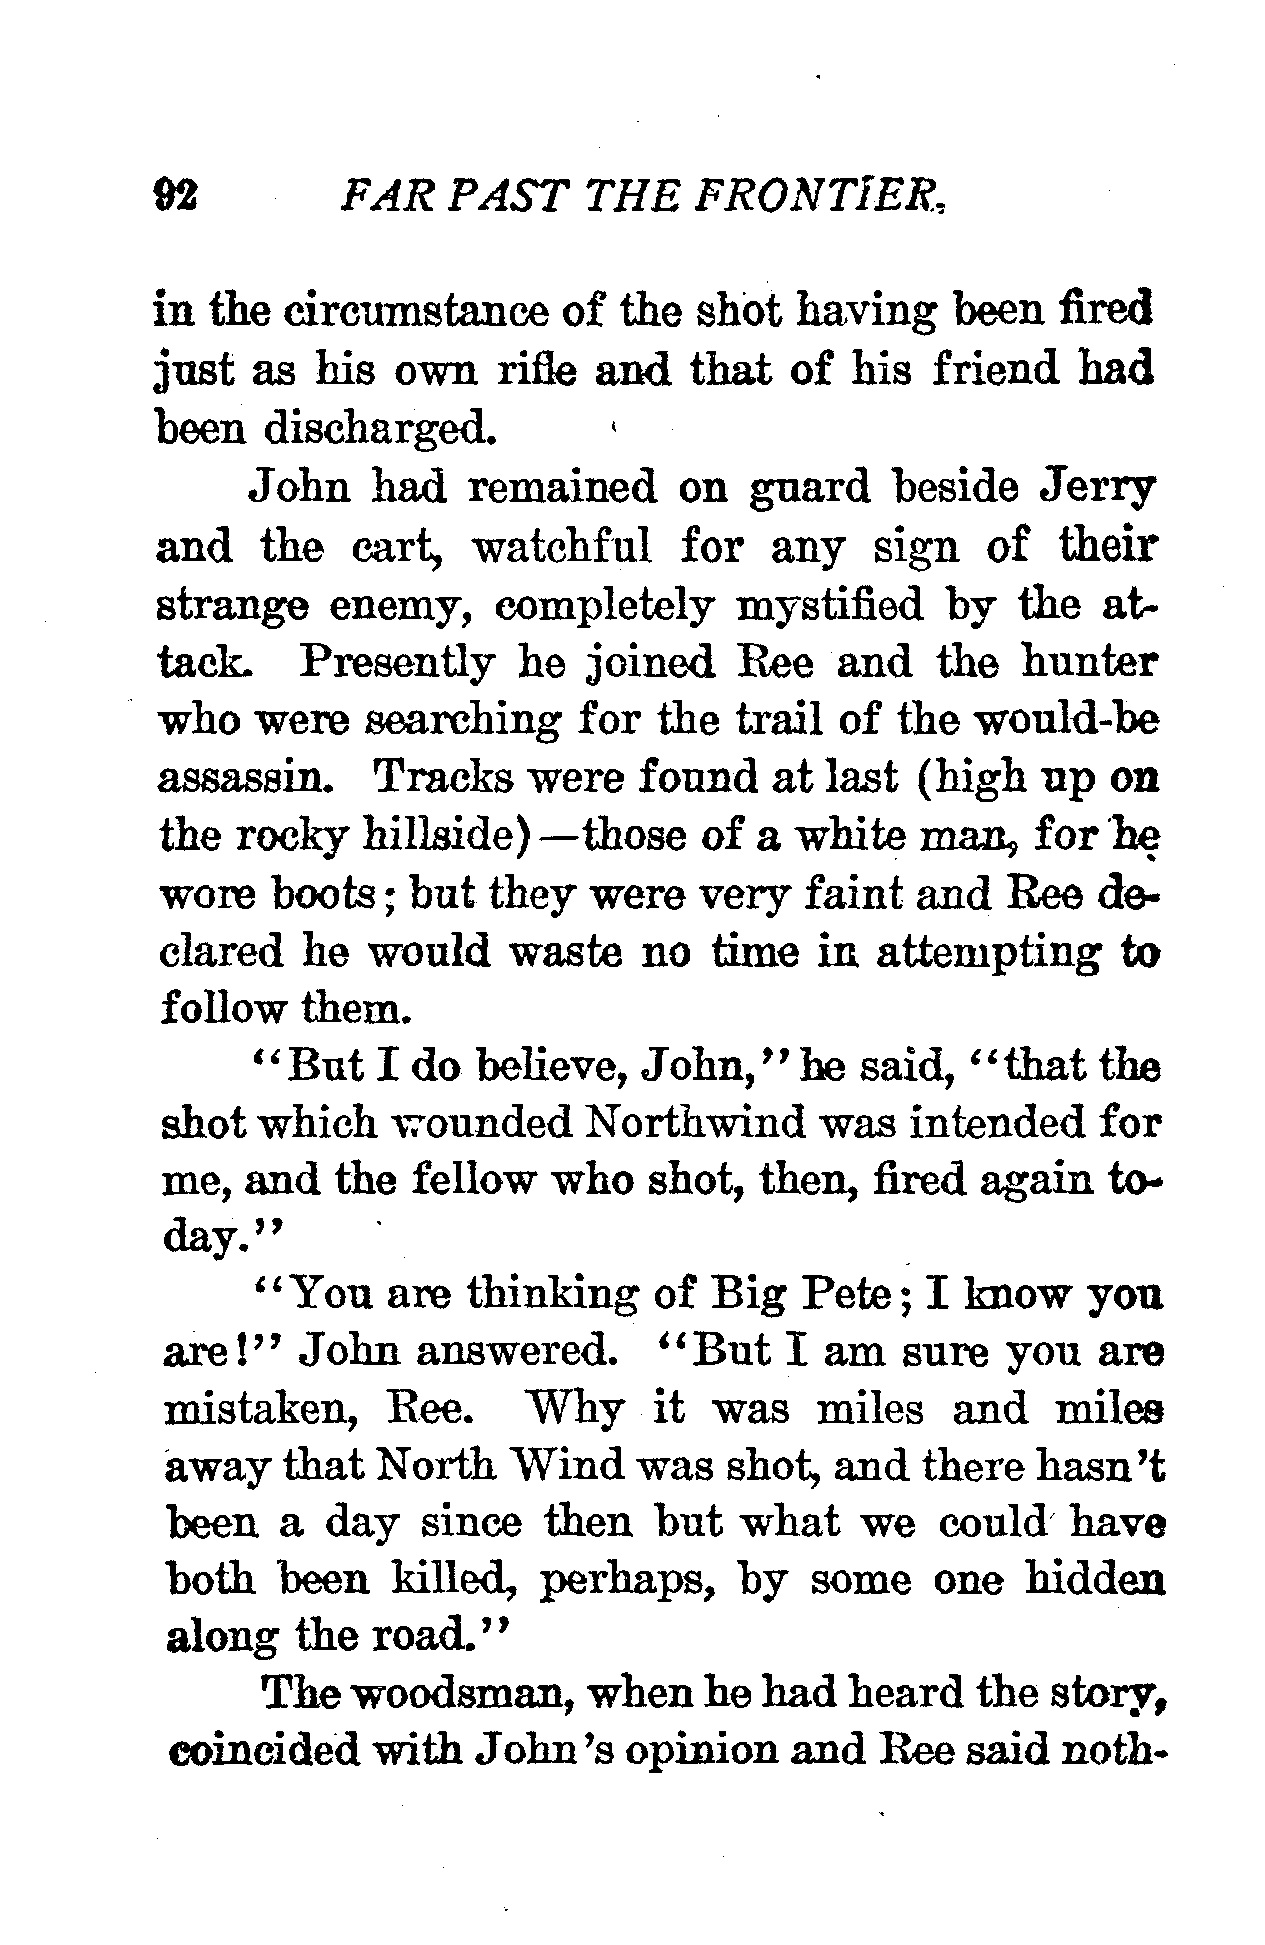 92 FAR PAST THE FRONTIER.
in the circumstance of the shot having been fired
just as his own rifle and that of his friend had
been discharged.
John had remained on guard beside Jerry
and the cart, watchful for any sign of their
strange enemy, completely mystified by the at-
tack. Presently he joined Ree and the hunter
who were searching for the trail of the would-be
assassin. Tracks were found at last (high up on
the rocky hillside)—those of a white man, for he
wore boots; but they were very faint and Ree de-
clared he would waste no time in attempting to
follow them.
"But I do believe, John," he said, "that the
shot which wounded Northwind was intended for
me, and the fellow who shot, then, fired again to-
day."
"You are thinking of Big Pete; I know you
are!" John answered. "But I am sure you are
mistaken, Ree. Why it was miles and miles
away that North Wind was shot, and there hasn't
been a day since then but what we could have
both been killed, perhaps, by some one hidden
along the road."
The woodsman, when he had heard the story,
coincided with John's opinion and Ree said noth-